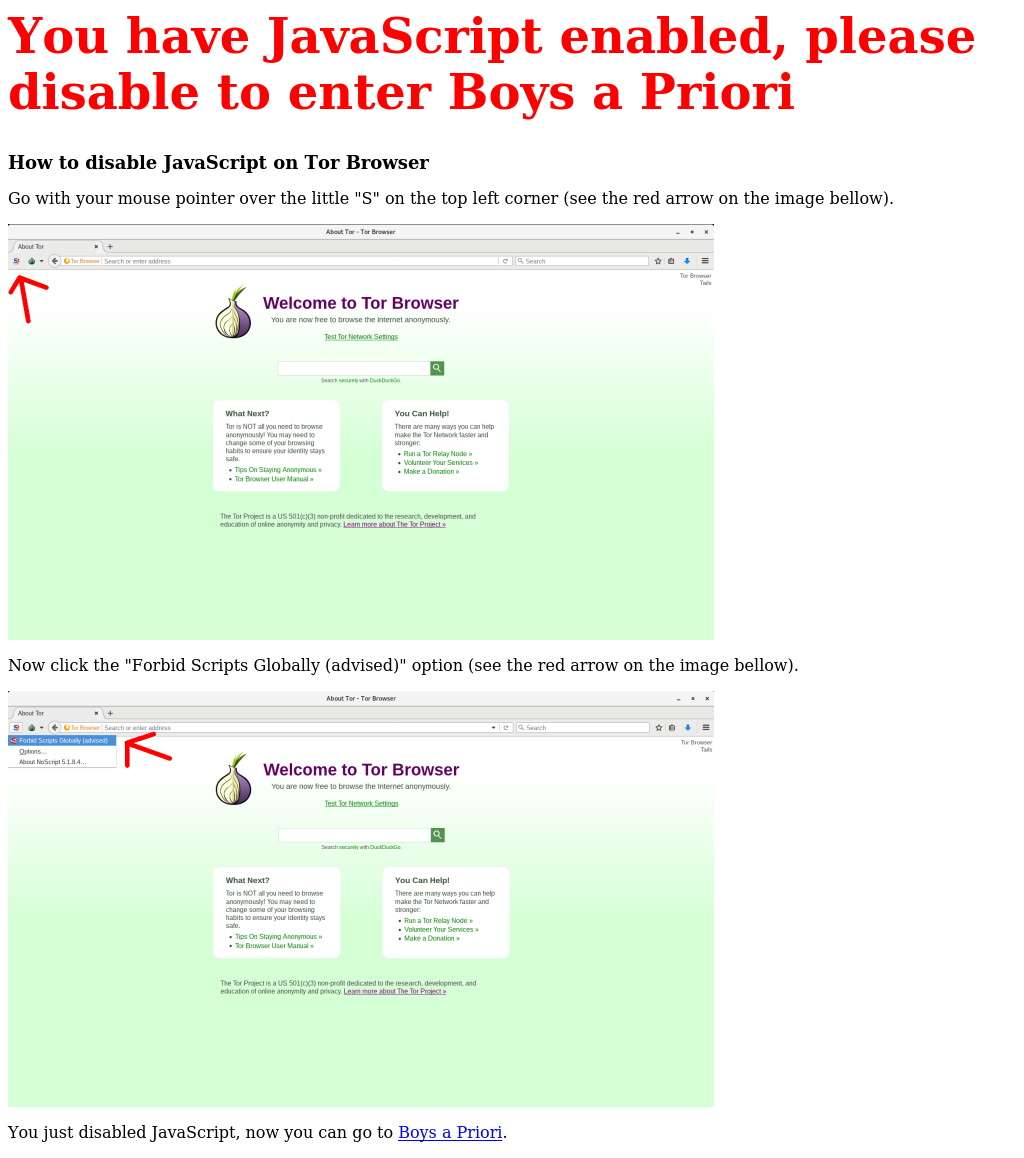 You have JavaScript enabled, please
disable to enter Boys a Priori
How to disable JavaScript on Tor Browser
Go with your mouse pointer over the little "S" on the top left corner (see the red arrow on the image bellow).
About Tor - Tor Browser
About Tor
Tor Browser Search or enter address Search
Tor Browser
Tails
Welcome to Tor Browser
You are now free to browse the Internet anonymously.
Test Tor Network Settings
Search securely with DuckDuckGo.
What Next?
Tor is NOT all you need to browse
anonymously! You may need to
change some of your browsing
habits to ensure your identity stays
safe.
Tips On Staying Anonymous »
Tor Browser User Manual »
You Can Help!
There are many ways you can help
make the Tor Network faster and
stronger:
Run a Tor Relay Node »
Volunteer Your Services »
Make a Donation »
The Tor Project is a US 501(c)(3) non-profit dedicated to the research, development, and
education of online anonymity and privacy. Learn more about The Tor Project »
Now click the "Forbid Scripts Globally (advised)" option (see the red arrow on the image bellow).
About Tor - Tor Browser
About Tor
Tor Browser Search or enter address Search
Forbid Scripts Globally (advised)
Options...
About NoScript 5.1.8.4...
Tor Browser
Tails
Welcome to Tor Browser
You are now free to browse the Internet anonymously.
Test Tor Network Settings
Search securely with DuckDuckGo.
What Next?
Tor is NOT all you need to browse
anonymously! You may need to
change some of your browsing
habits to ensure your identity stays
safe.
Tips On Staying Anonymous »
Tor Browser User Manual »
You Can Help!
There are many ways you can help
make the Tor Network faster and
stronger:
Run a Tor Relay Node »
Volunteer Your Services »
Make a Donation »
The Tor Project is a US 501(c)(3) non-profit dedicated to the research, development, and
education of online anonymity and privacy. Learn more about The Tor Project »
You just disabled JavaScript, now you can go to Boys a Priori.